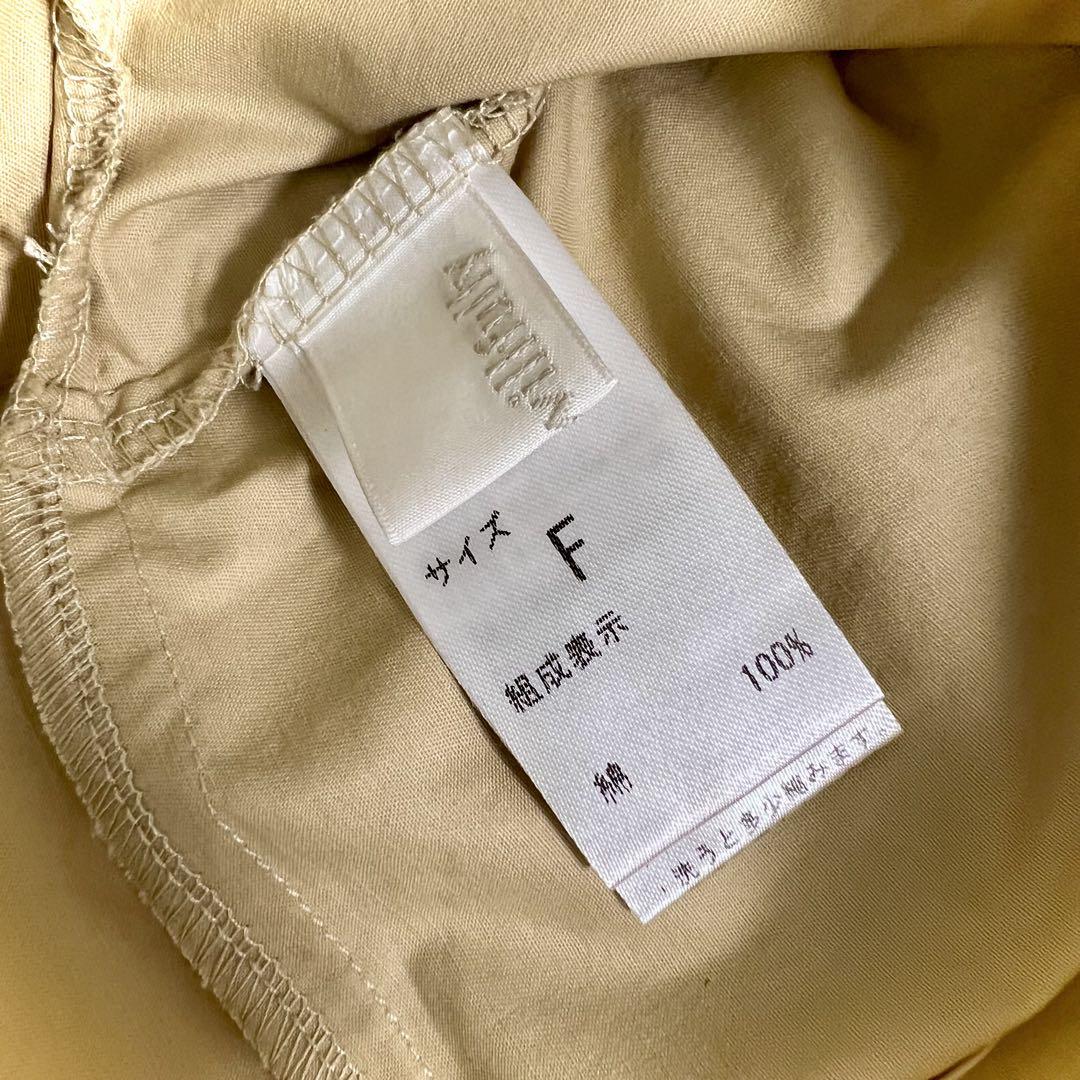 サイズ F
組成表示
綿 100%
・洗うと多少縮みます。